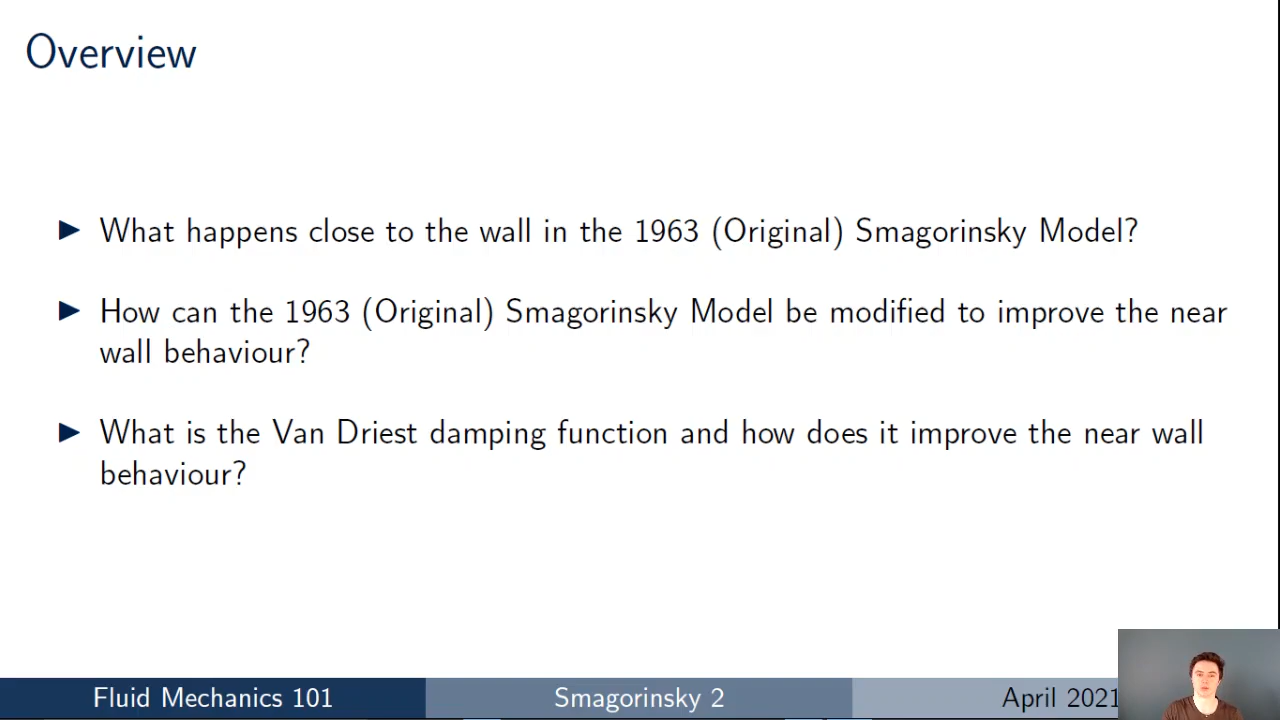 Overview
What happens close to the wall in the 1963 (Original) Smagorinsky Model?
How can the 1963 (Original) Smagorinsky Model be modified to improve the near
wall behaviour?
What is the Van Driest damping function and how does it improve the near wall
behaviour?
Fluid Mechanics 101
Smagorinsky 2
April 2021